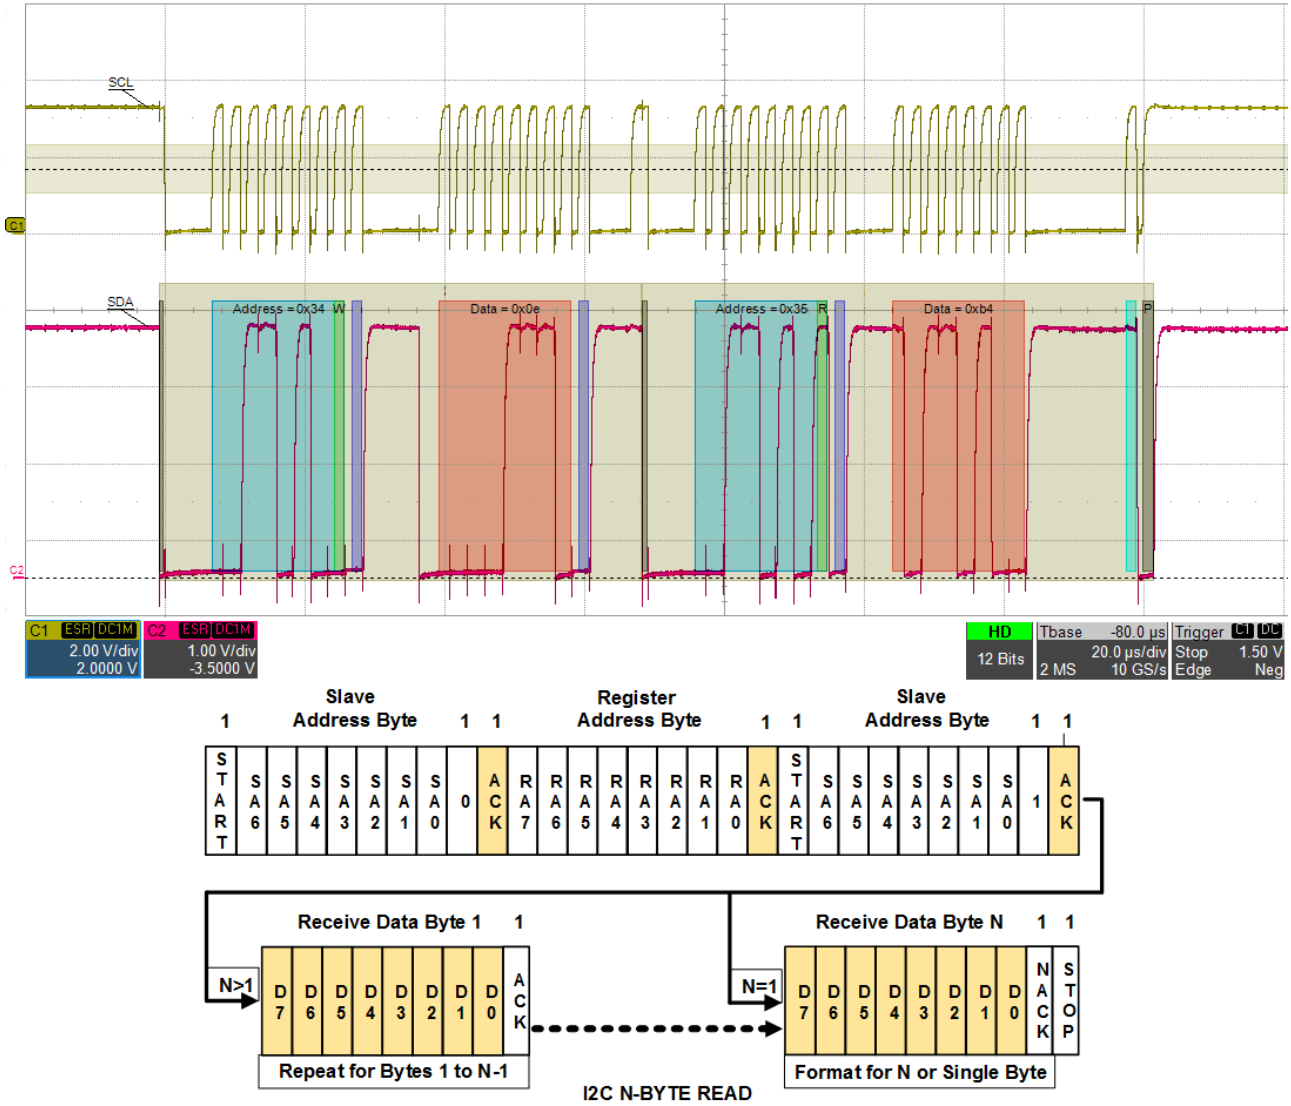 SCL
C1
SDA
Address = 0x34 W
Data = 0x0e
Address = 0x35 R
Data = 0xb4
P
C2
C1 ESR DC1M
2.00 V/div
2.0000 V
C2 ESR DC1M
1.00 V/div
-3.5000 V
HD
12 Bits
Tbase -80.0 µs
20.0 µs/div
2 MS 10 GS/s
Trigger C1 DC
Stop 1.50 V
Edge Neg
Slave Register Slave
1 Address Byte 1 1 Address Byte 1 1 Address Byte 1 1
START SA6 SA5 SA4 SA3 SA2 SA1 SA0 0 ACK RA7 RA6 RA5 RA4 RA3 RA2 RA1 RA0 ACK START SA6 SA5 SA4 SA3 SA2 SA1 SA0 1 ACK
Receive Data Byte 1 1
Receive Data Byte N 1 1
N>1
D7 D6 D5 D4 D3 D2 D1 D0 ACK
N=1
D7 D6 D5 D4 D3 D2 D1 D0 NACK STOP
Repeat for Bytes 1 to N-1
Format for N or Single Byte
I2C N-BYTE READ